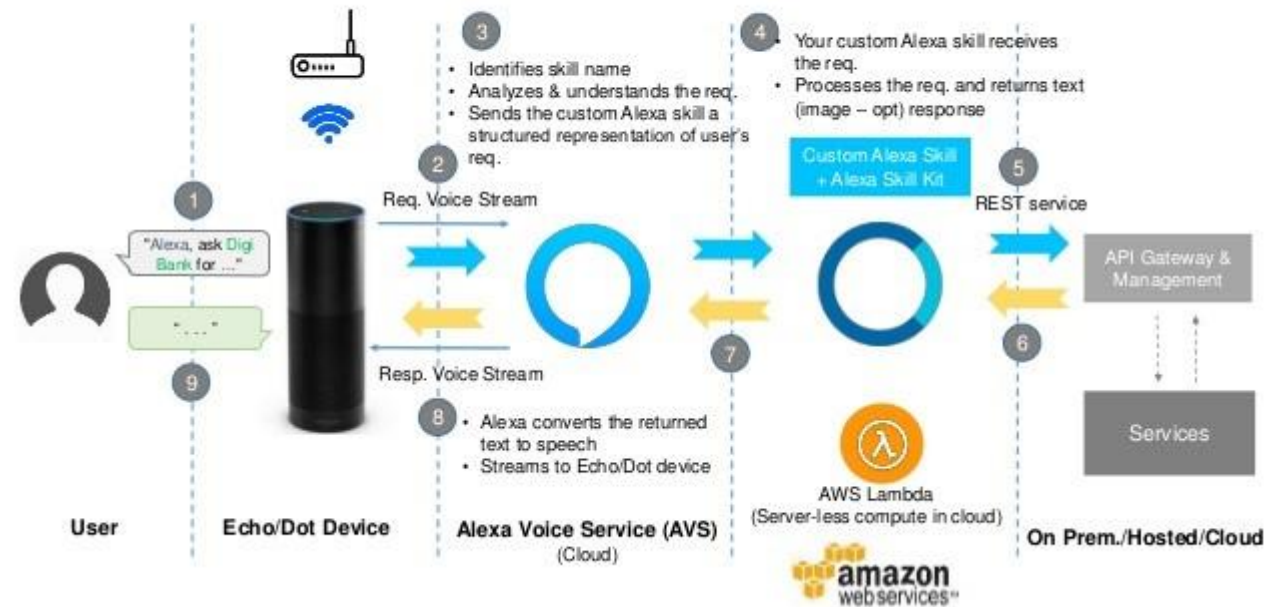 3
• Identifies skill name
• Analyzes & understands the req.
• Sends the custom Alexa skill a
structured representation of user's
req.
4
• Your custom Alexa skill receives
the req.
• Processes the req. and returns text
(image – opt) response
Custom Alexa Skill
+ Alexa Skill Kit
1
2
Req. Voice Stream
5
REST service
"Alexa, ask Digi
Bank for ..."
API Gateway &
Management
". . . "
9
Resp. Voice Stream
7
6
8
• Alexa converts the returned
text to speech
• Streams to Echo/Dot device
Services
λ
AWS Lambda
(Server-less compute in cloud)
User
Echo/Dot Device
Alexa Voice Service (AVS)
(Cloud)
On Prem./Hosted/Cloud
amazon
webservices™